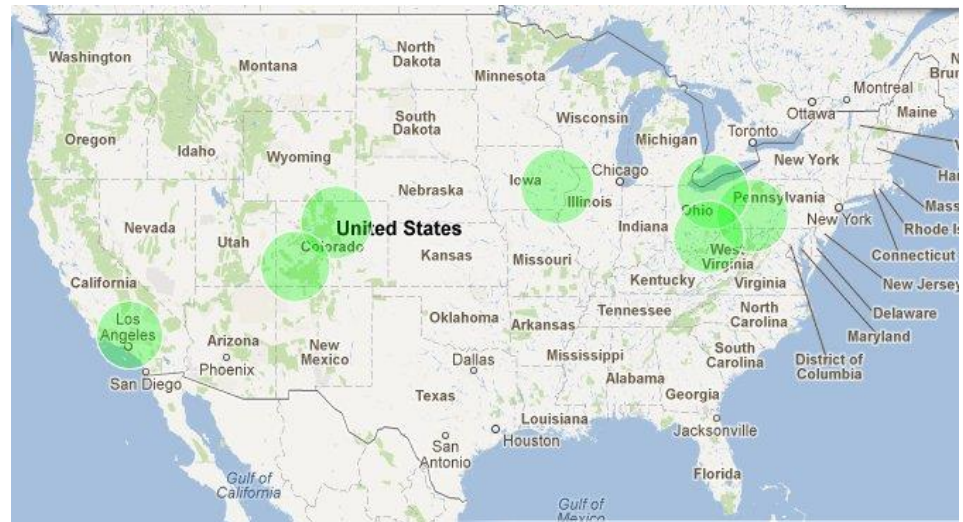 Washington
Montana
North
Dakota
Minnesota
Montreal
Ottawa
Maine
Brun
Oregon
Idaho
Wyoming
South
Dakota
Wisconsin
Michigan
Toronto
New York
Har
Nebraska
Iowa
Chicago
Illinois
Ohio
Pennsylvania
New York
Mass
Rhode Is
Connecticut
New Jersey
Delaware
Maryland
District of
Columbia
Nevada
Utah
Colorado
United States
Kansas
Missouri
Indiana
West
Virginia
Kentucky
Virginia
California
Los
Angeles
San Diego
Arizona
Phoenix
New
Mexico
Oklahoma
Arkansas
Tennessee
North
Carolina
South
Carolina
Dallas
Mississippi
Alabama
Georgia
Texas
Louisiana
Jacksonville
San
Antonio
Houston
Florida
Gulf of
California
Gulf of
Mexico